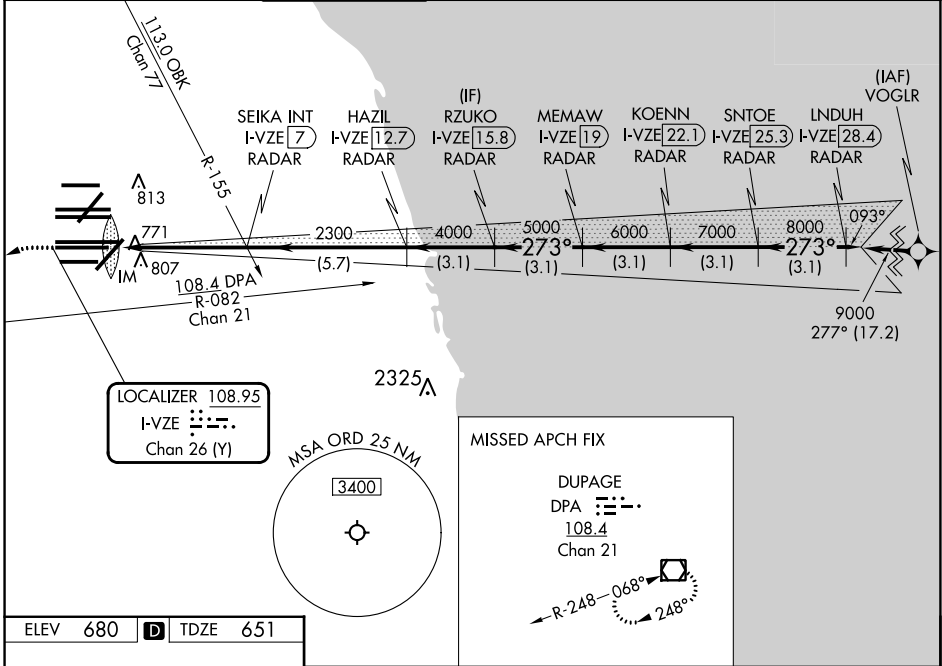 113.0 OBK
Chan 77
R-155
SEIKA INT
I-VZE 7
RADAR
HAZIL
I-VZE 12.7
RADAR
(IF)
RZUKO
I-VZE 15.8
RADAR
MEMAW
I-VZE 19
RADAR
KOENN
I-VZE 22.1
RADAR
SNTOE
I-VZE 25.3
RADAR
LNDUH
I-VZE 28.4
RADAR
(IAF)
VOGLR
813
771
807
IM
2300
4000
5000
6000
7000
8000
093°
273°
273°
(5.7)
(3.1)
(3.1)
(3.1)
(3.1)
(3.1)
9000
277° (17.2)
108.4 DPA
R-082
Chan 21
2325
LOCALIZER 108.95
I-VZE
Chan 26 (Y)
MSA ORD 25 NM
3400
MISSED APCH FIX
DUPAGE
DPA
108.4
Chan 21
R-248
068°
248°
ELEV 680 D TDZE 651